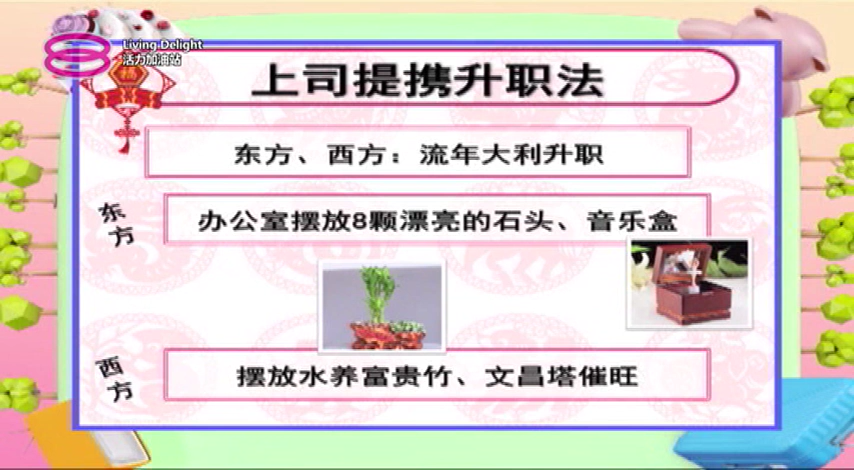 Living Delight
活力加油站
上司提携升职法
东方、西方：流年大利升职
东方
办公室摆放8颗漂亮的石头、音乐盒
西方
摆放水养富贵竹、文昌塔催旺